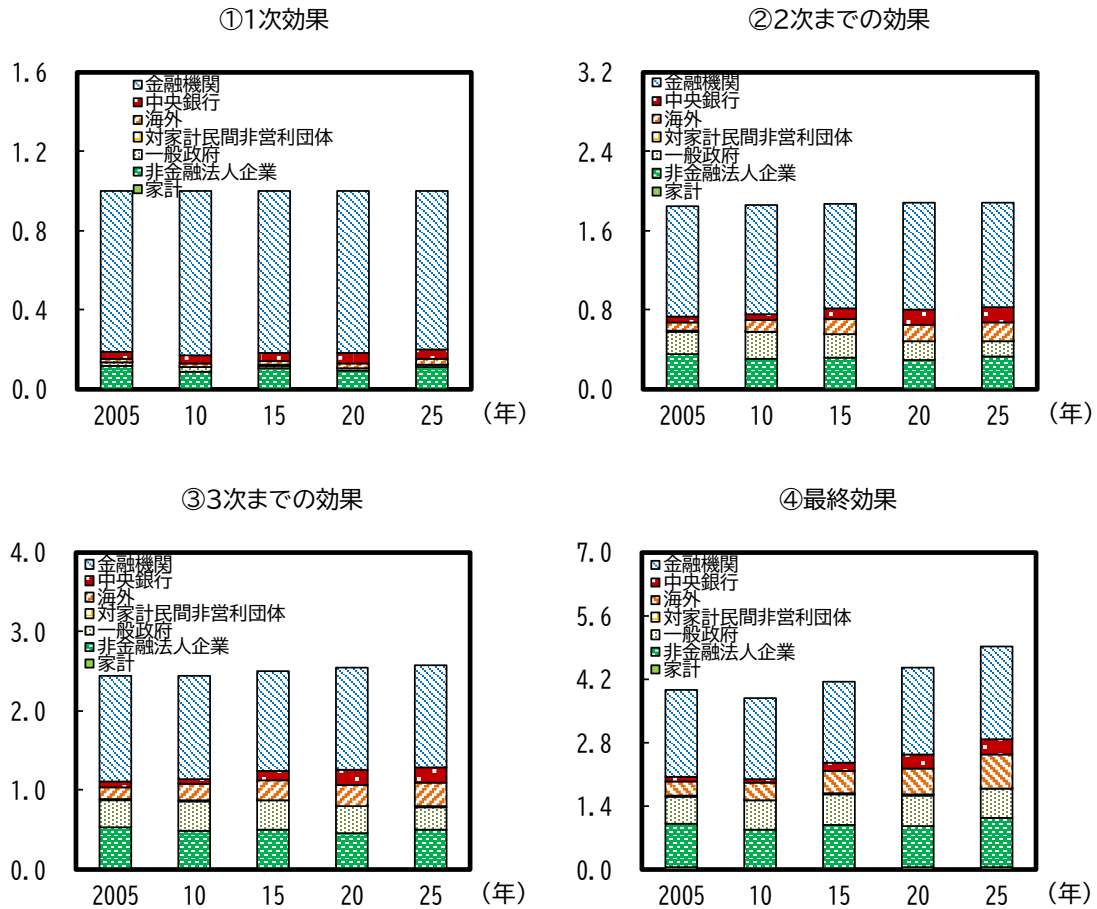 ①1次効果
1.6
1.2
0.8
0.4
0.0
金融機関
中央銀行
海外
対家計民間非営利団体
一般政府
非金融法人企業
家計
2005 10 15 20 25 (年)
②2次までの効果
3.2
2.4
1.6
0.8
0.0
金融機関
中央銀行
海外
対家計民間非営利団体
一般政府
非金融法人企業
家計
2005 10 15 20 25 (年)
③3次までの効果
4.0
3.0
2.0
1.0
0.0
金融機関
中央銀行
海外
対家計民間非営利団体
一般政府
非金融法人企業
家計
2005 10 15 20 25 (年)
④最終効果
7.0
5.6
4.2
2.8
1.4
0.0
金融機関
中央銀行
海外
対家計民間非営利団体
一般政府
非金融法人企業
家計
2005 10 15 20 25 (年)